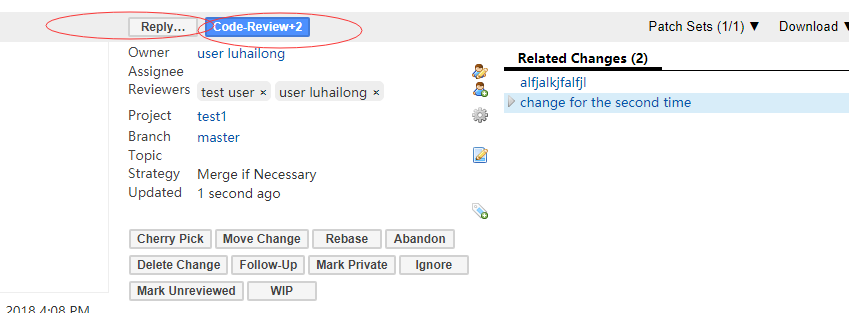 Reply... Code-Review+2 Patch Sets (1/1) ▼ Download ▼
Owner user luhailong
Assignee
Reviewers test user × user luhailong ×
Project test1
Branch master
Topic
Strategy Merge if Necessary
Updated 1 second ago
Cherry Pick Move Change Rebase Abandon
Delete Change Follow-Up Mark Private Ignore
Mark Unreviewed WIP
Related Changes (2)
alfjalkjfalfjl
change for the second time
2018 4:08 PM